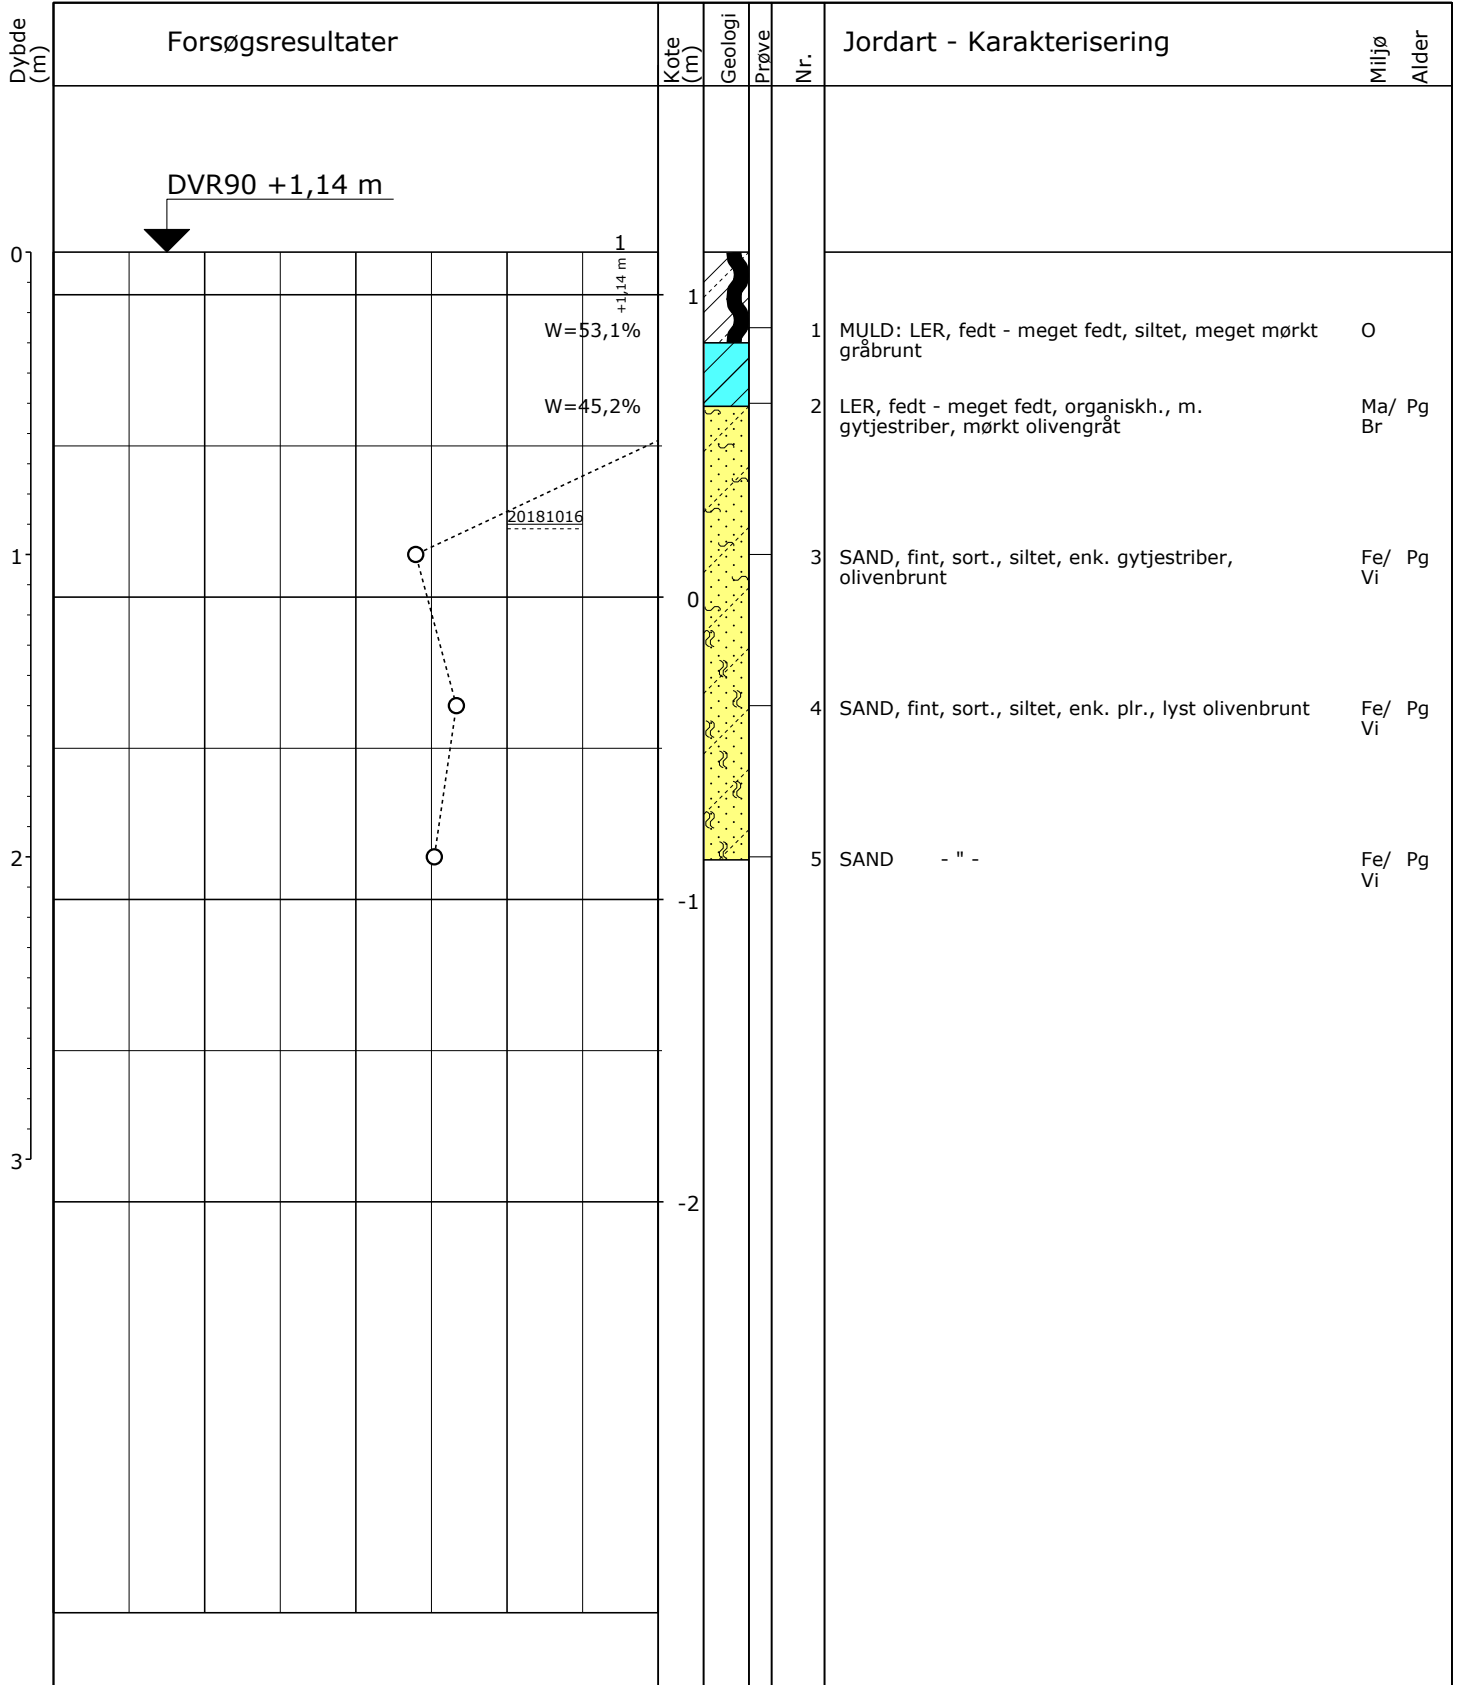 Dybde
(m)
Forsøgsresultater
Kote
(m)
Geologi
Prøve
Nr.
Jordart - Karakterisering
Miljø
Alder
DVR90 +1,14 m
0
1
+1,14 m
1
W=53,1%
1
MULD: LER, fedt - meget fedt, siltet, meget mørkt
O
gråbrunt
W=45,2%
2
LER, fedt - meget fedt, organiskh., m.
Ma/ Pg
gytjestriber, mørkt olivengråt
Br
20181016
1
3
SAND, fint, sort., siltet, enk. gytjestriber,
Fe/ Pg
olivenbrunt
Vi
0
4
SAND, fint, sort., siltet, enk. plr., lyst olivenbrunt
Fe/ Pg
Vi
2
5
SAND - " -
Fe/ Pg
Vi
-1
3
-2